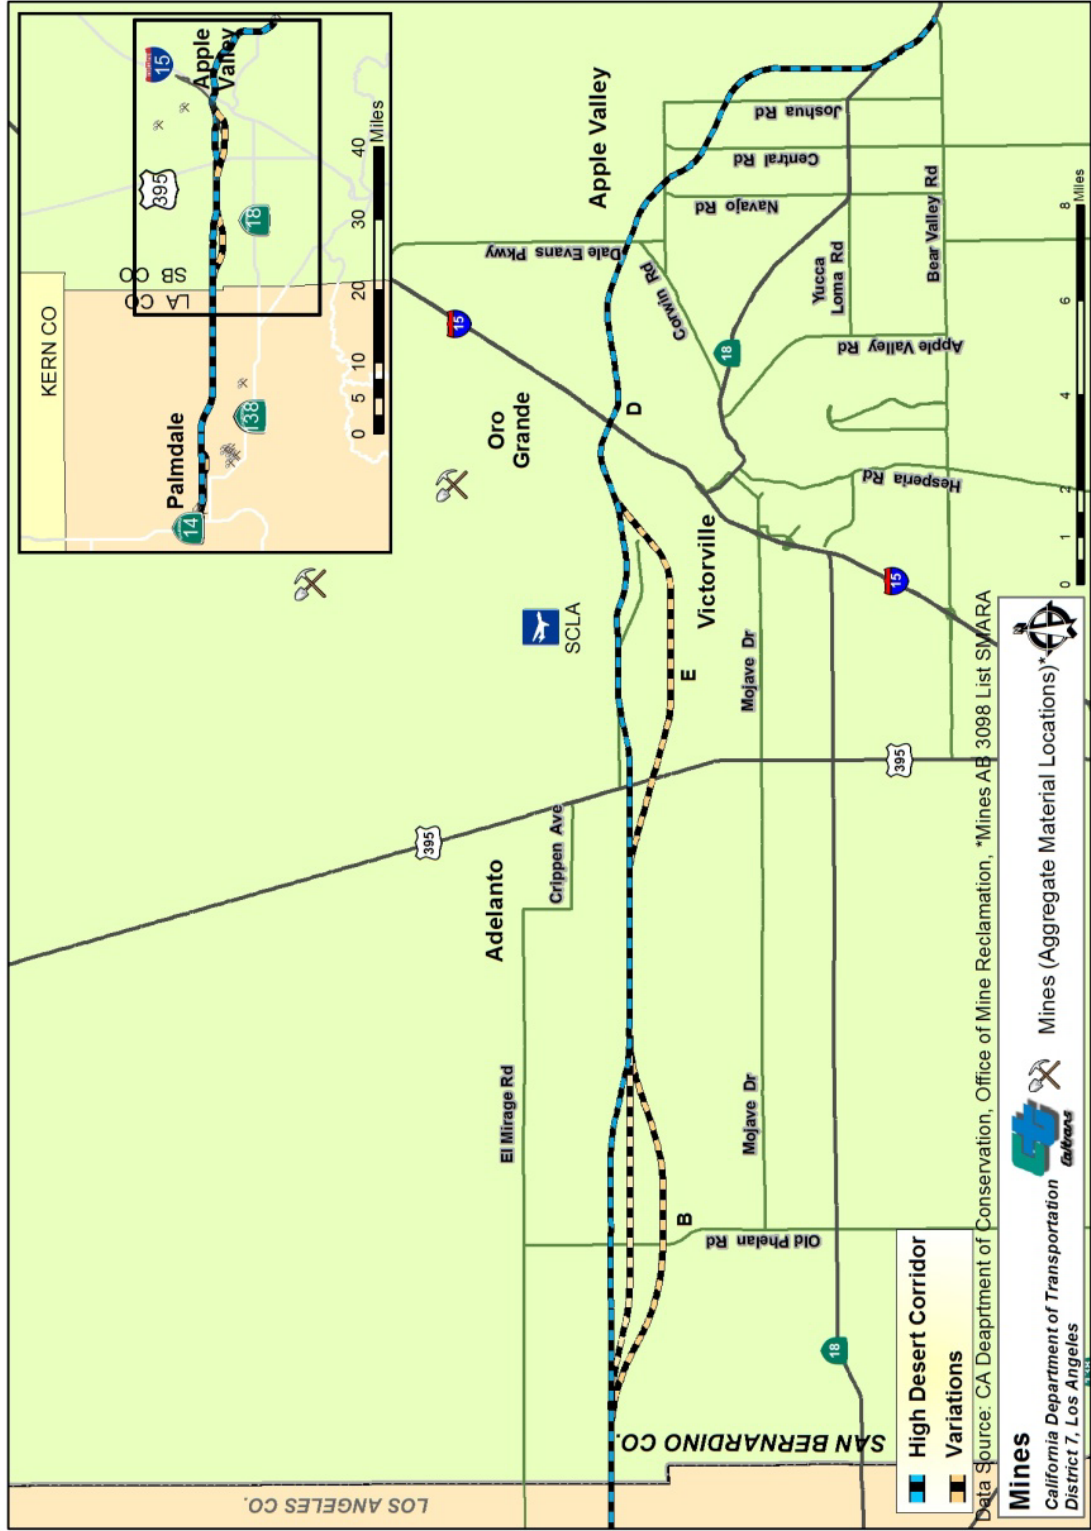 KERN CO
LA CO
SB CO
Palmdale
14
138
18
395
15
Apple
Valley
0 5 10 20 30 40
Miles
LOS ANGELES CO.
SAN BERNARDINO CO.
El Mirage Rd
Adelanto
Crippen Ave
395
SCLA
Oro
Grande
15
Apple Valley
Dale Evans Pkwy
Corwin Rd
D
E
B
Victorville
Mojave Dr
Mojave Dr
Old Phelan Rd
18
395
15
18
Navajo Rd
Central Rd
Joshua Rd
Yucca
Loma Rd
Apple Valley Rd
Bear Valley Rd
Hesperia Rd
18
0 1 2 4 6 8
Miles
High Desert Corridor
Variations
Data Source: CA Deaprtment of Conservation, Office of Mine Reclamation, *Mines AB 3098 List SMARA
Mines
California Department of Transportation
District 7, Los Angeles
Caltrans
Mines (Aggregate Material Locations)*